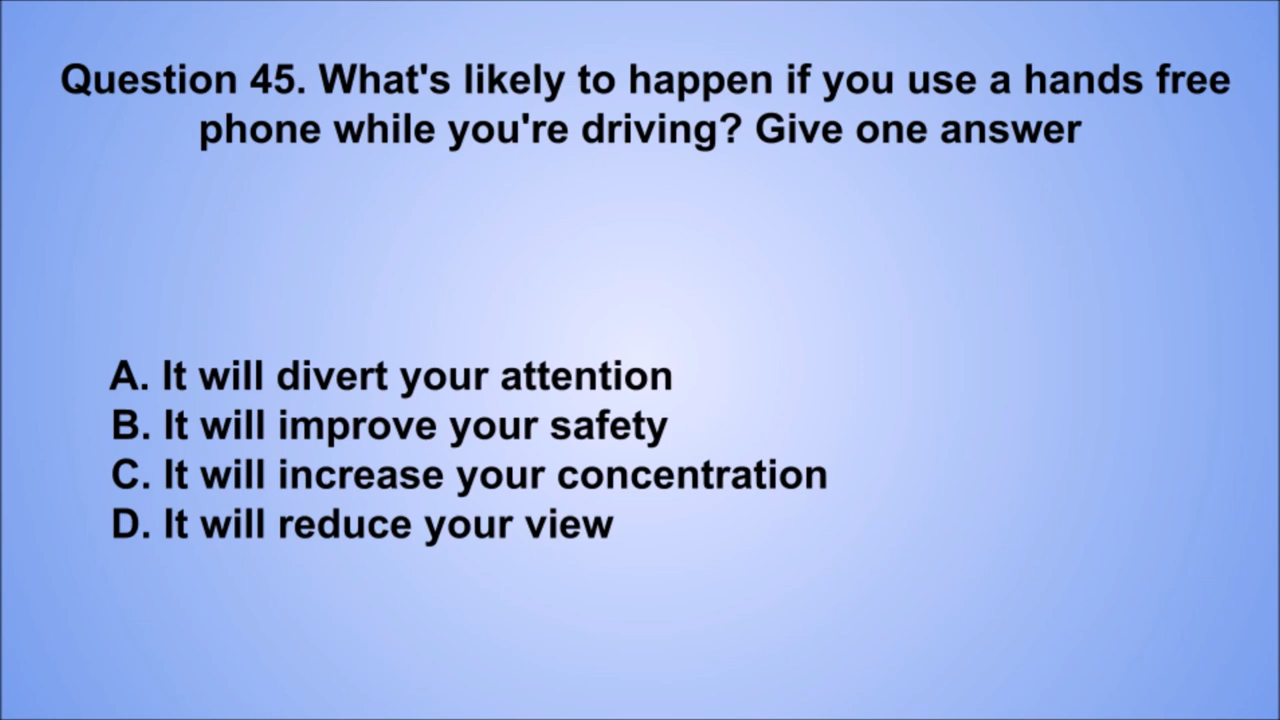 Question 45. What's likely to happen if you use a hands free
phone while you're driving? Give one answer
A. It will divert your attention
B. It will improve your safety
C. It will increase your concentration
D. It will reduce your view